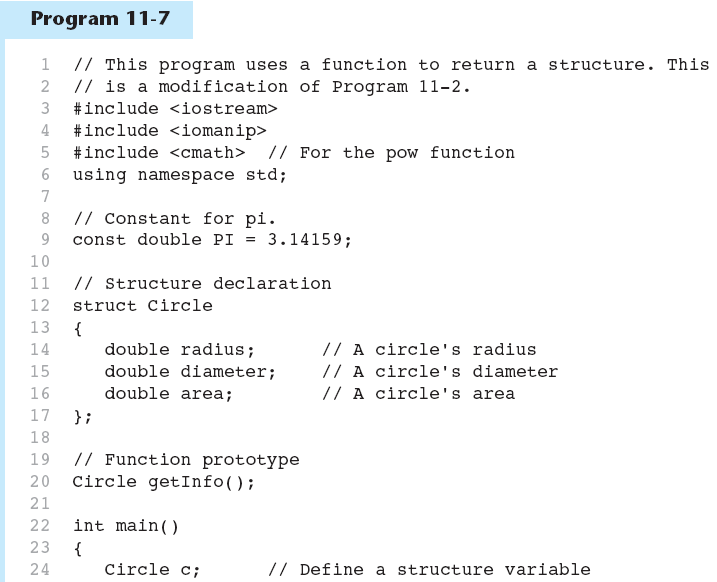 Program 11-7
1 // This program uses a function to return a structure. This
2 // is a modification of Program 11-2.
3 #include <iostream>
4 #include <iomanip>
5 #include <cmath>  // For the pow function
6 using namespace std;
7
8 // Constant for pi.
9 const double PI = 3.14159;
10
11 // Structure declaration
12 struct Circle
13 {
14    double radius;      // A circle's radius
15    double diameter;    // A circle's diameter
16    double area;        // A circle's area
17 };
18
19 // Function prototype
20 Circle getInfo();
21
22 int main()
23 {
24    Circle c;      // Define a structure variable